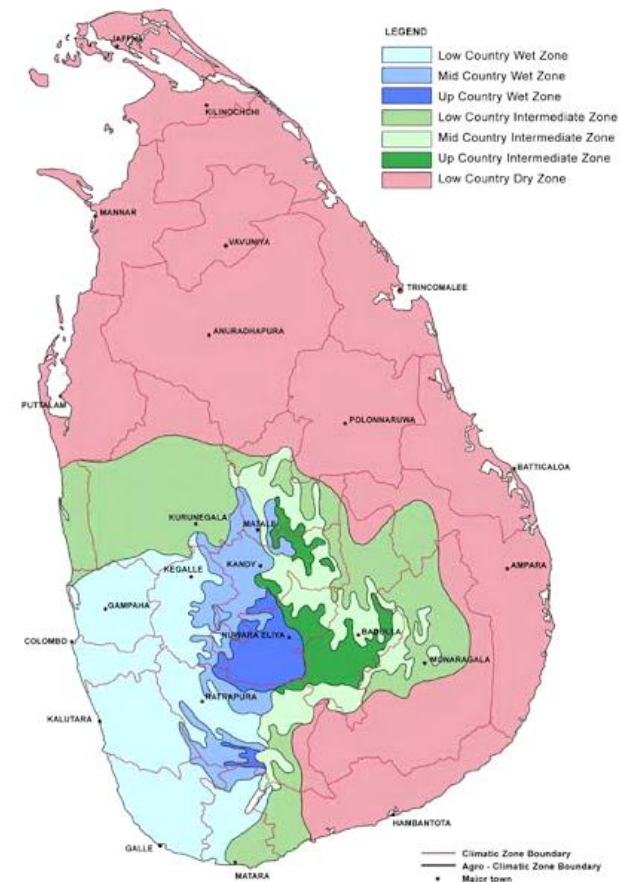 LEGEND
Low Country Wet Zone
Mid Country Wet Zone
Up Country Wet Zone
Low Country Intermediate Zone
Mid Country Intermediate Zone
Up Country Intermediate Zone
Low Country Dry Zone
JAFFNA
KILINOCHCHI
MANNAR
VAVUNIYA
TRINCOMALEE
ANURADHAPURA
PUTTALAM
POLONNARUWA
BATTICALOA
KURUNEGALA
MATALE
KEGALLE
KANDY
AMPARA
GAMPAHA
COLOMBO
NUWARA ELIYA
BADULLA
MONARAGALA
RATNAPURA
KALUTARA
HAMBANTOTA
GALLE
MATARA
Climatic Zone Boundary
Agro - Climatic Zone Boundary
Major town